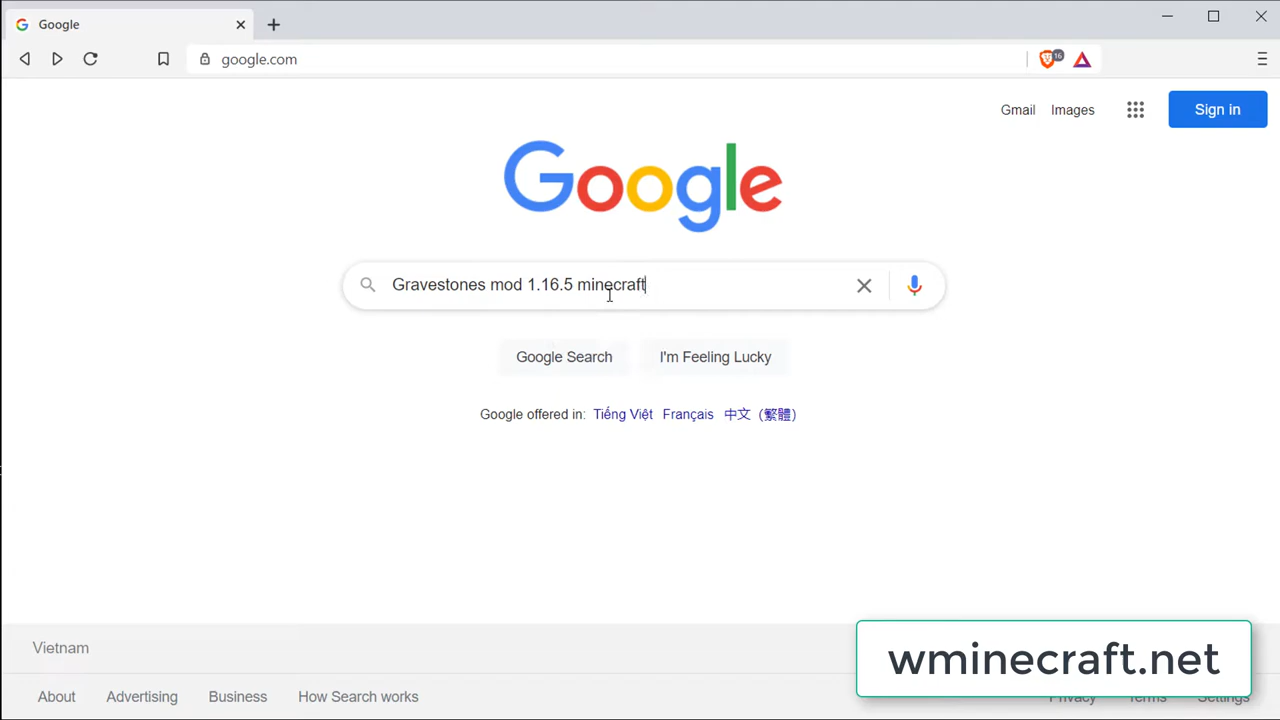 Google
google.com
16
Gmail Images
Sign in
Google
Gravestones mod 1.16.5 minecraft
Google Search I'm Feeling Lucky
Google offered in: Tiếng Việt Français 中文 (繁體)
Vietnam
wminecraft.net
About Advertising Business How Search works
Privacy Terms Settings